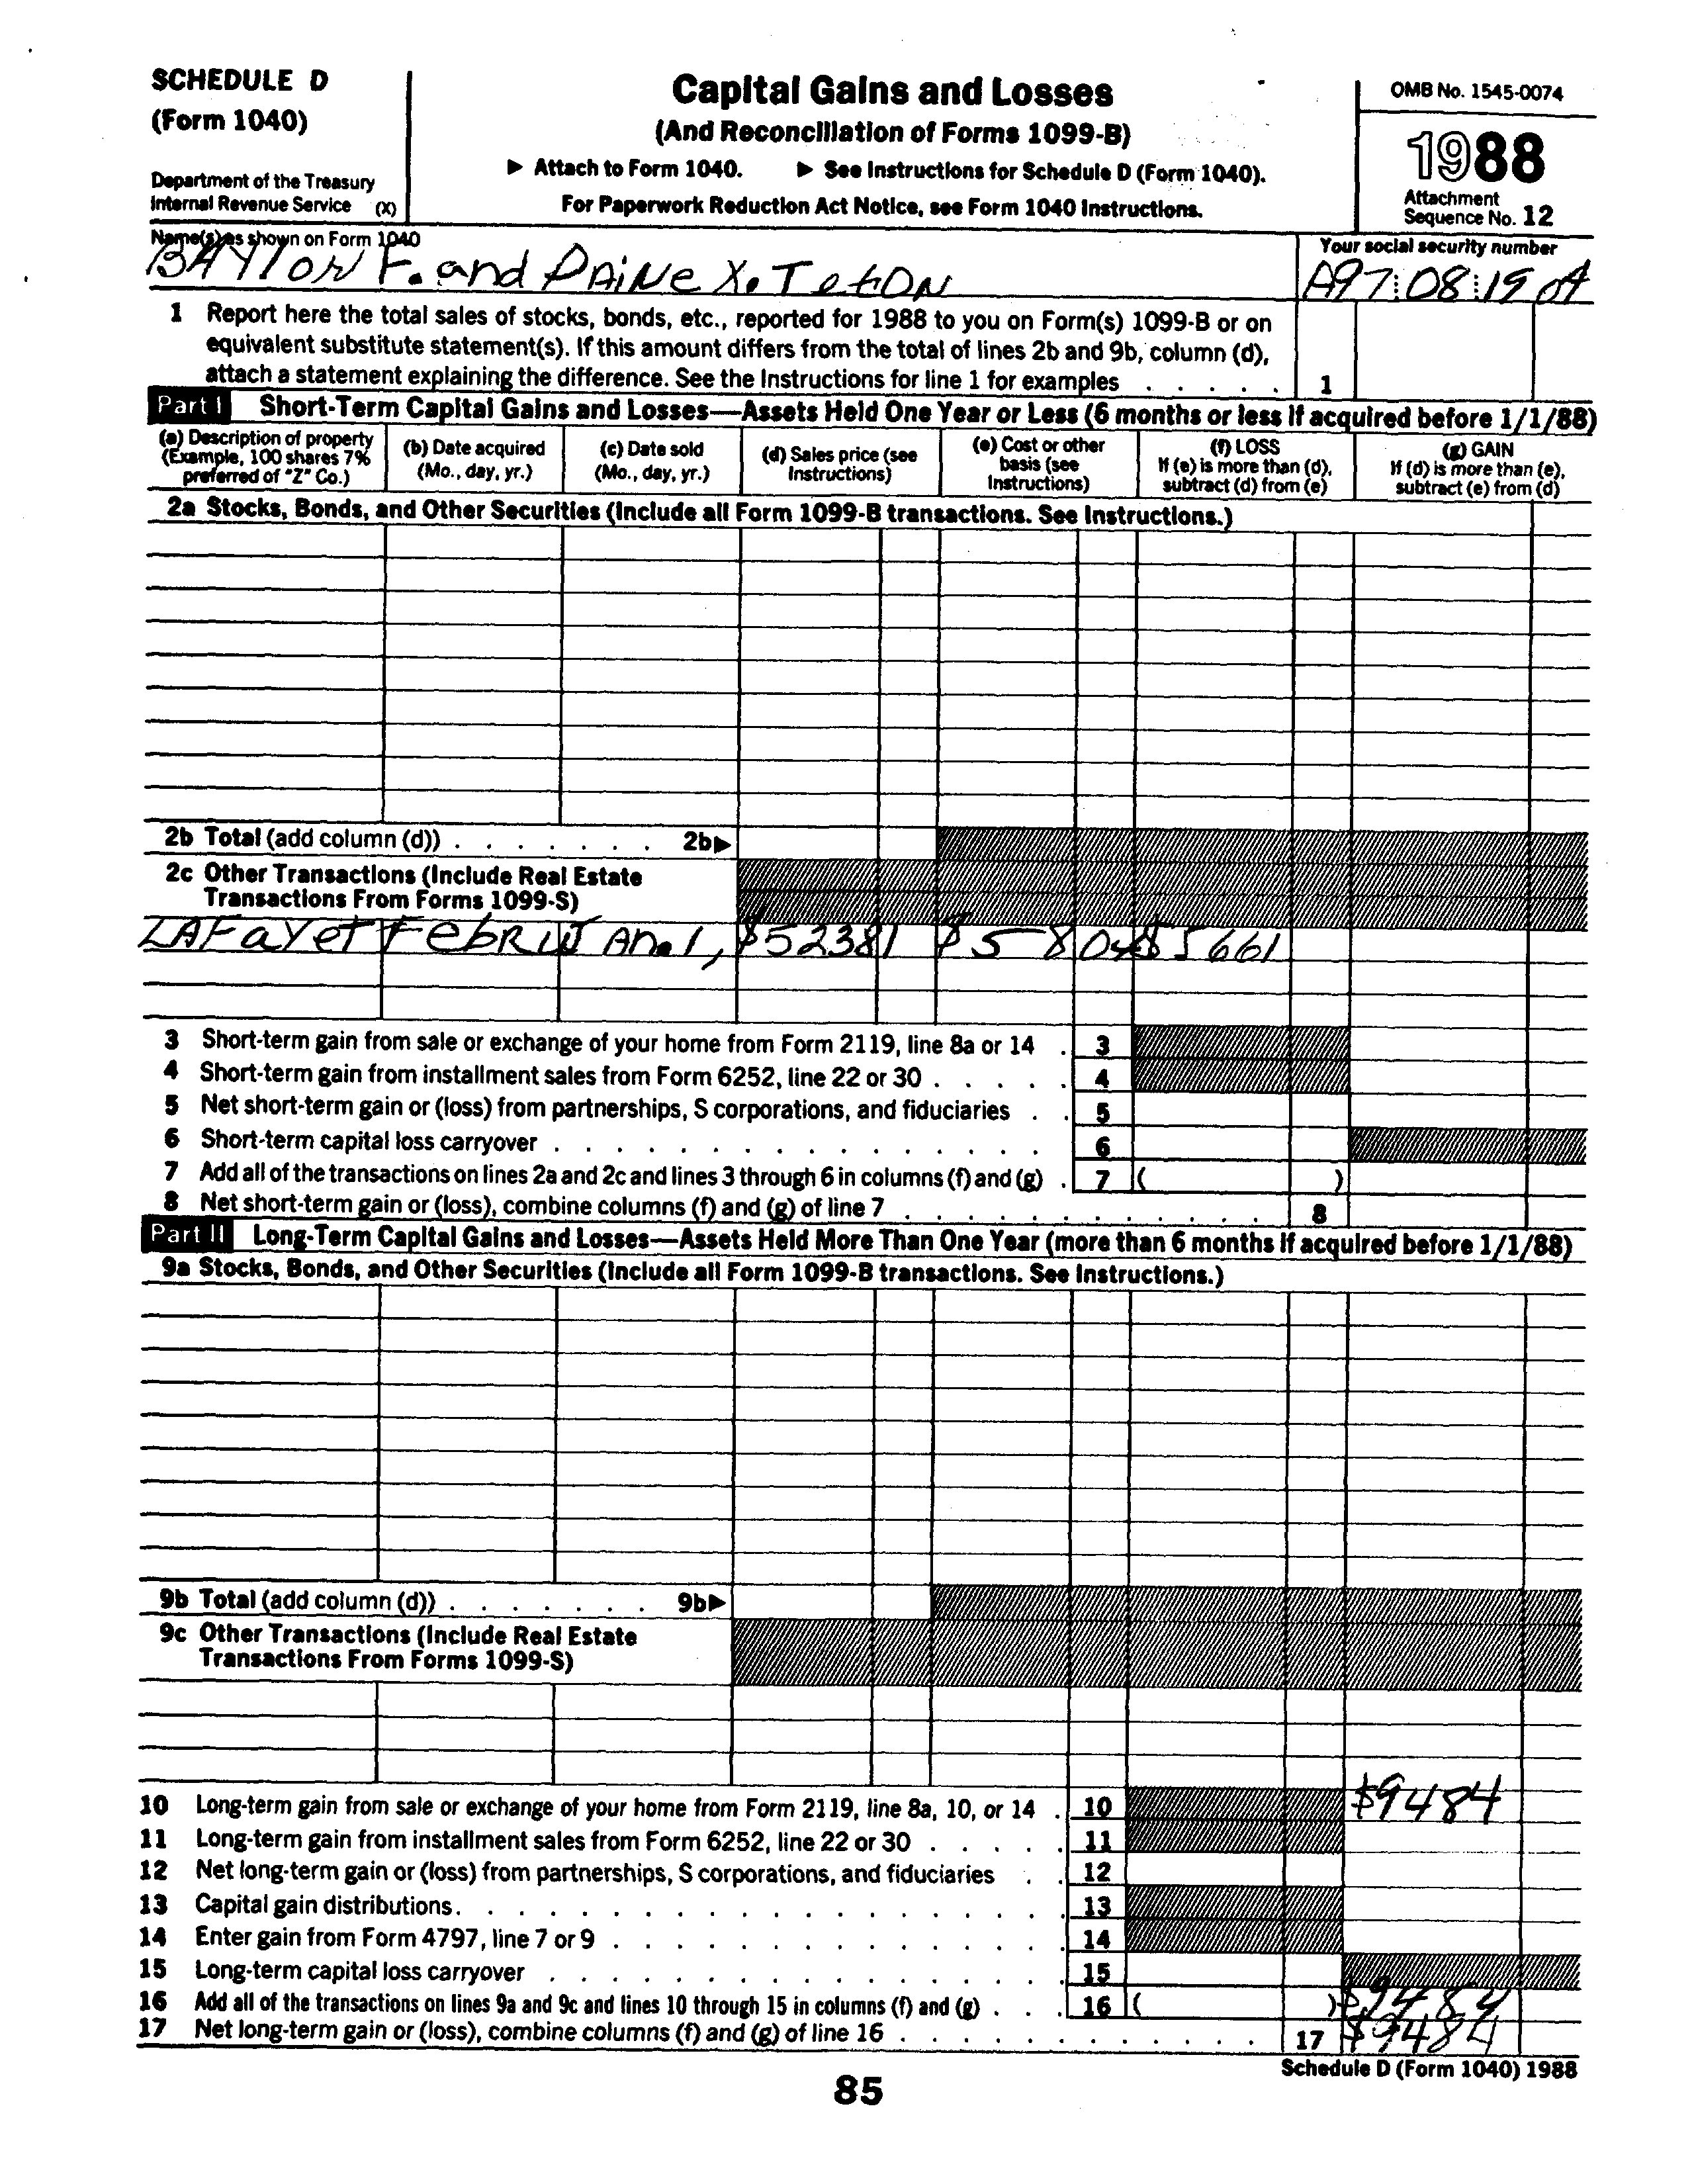 SCHEDULE D
(Form 1040)
Department of the Treasury
Internal Revenue Service (X)
Capital Gains and Losses
(And Reconciliation of Forms 1099-B)
▶ Attach to Form 1040. ▶ See Instructions for Schedule D (Form 1040).
For Paperwork Reduction Act Notice, see Form 1040 Instructions.
OMB No. 1545-0074
1988
Attachment
Sequence No. 12
Name(s) as shown on Form 1040
BAYlOR F. and PAiNe X. TetON
Your social security number
A97:08:19 0A
1 Report here the total sales of stocks, bonds, etc., reported for 1988 to you on Form(s) 1099-B or on
equivalent substitute statement(s). If this amount differs from the total of lines 2b and 9b, column (d),
attach a statement explaining the difference. See the Instructions for line 1 for examples . . . . . 1
Part I Short-Term Capital Gains and Losses—Assets Held One Year or Less (6 months or less if acquired before 1/1/88)
(a) Description of property
(Example, 100 shares 7%
preferred of "Z" Co.)
(b) Date acquired
(Mo., day, yr.)
(c) Date sold
(Mo., day, yr.)
(d) Sales price (see
Instructions)
(e) Cost or other
basis (see
Instructions)
(f) LOSS
If (e) is more than (d),
subtract (d) from (e)
(g) GAIN
If (d) is more than (e),
subtract (e) from (d)
2a Stocks, Bonds, and Other Securities (Include all Form 1099-B transactions. See Instructions.)
2b Total (add column (d)) . . . . . . . 2b▶
2c Other Transactions (Include Real Estate
Transactions From Forms 1099-S)
LAFayet FebRU $52381 $5661
3 Short-term gain from sale or exchange of your home from Form 2119, line 8a or 14 . 3
4 Short-term gain from installment sales from Form 6252, line 22 or 30 . . . . . 4
5 Net short-term gain or (loss) from partnerships, S corporations, and fiduciaries . . 5
6 Short-term capital loss carryover . . . . . . . . . . . . . . . . 6
7 Add all of the transactions on lines 2a and 2c and lines 3 through 6 in columns (f) and (g) . 7 ( )
8 Net short-term gain or (loss), combine columns (f) and (g) of line 7 . . . . . . . . . . . . 8
Part II Long-Term Capital Gains and Losses—Assets Held More Than One Year (more than 6 months if acquired before 1/1/88)
9a Stocks, Bonds, and Other Securities (Include all Form 1099-B transactions. See Instructions.)
9b Total (add column (d)) . . . . . . . 9b▶
9c Other Transactions (Include Real Estate
Transactions From Forms 1099-S)
10 Long-term gain from sale or exchange of your home from Form 2119, line 8a, 10, or 14 . 10 $9484
11 Long-term gain from installment sales from Form 6252, line 22 or 30 . . . . . 11
12 Net long-term gain or (loss) from partnerships, S corporations, and fiduciaries . . 12
13 Capital gain distributions. . . . . . . . . . . . . . . . . . . . 13
14 Enter gain from Form 4797, line 7 or 9 . . . . . . . . . . . . . . . 14
15 Long-term capital loss carryover . . . . . . . . . . . . . . . . . 15
16 Add all of the transactions on lines 9a and 9c and lines 10 through 15 in columns (f) and (g) . . . 16 ( ) $9484
17 Net long-term gain or (loss), combine columns (f) and (g) of line 16 . . . . . . . . . . . . 17 $9484
Schedule D (Form 1040) 1988
85